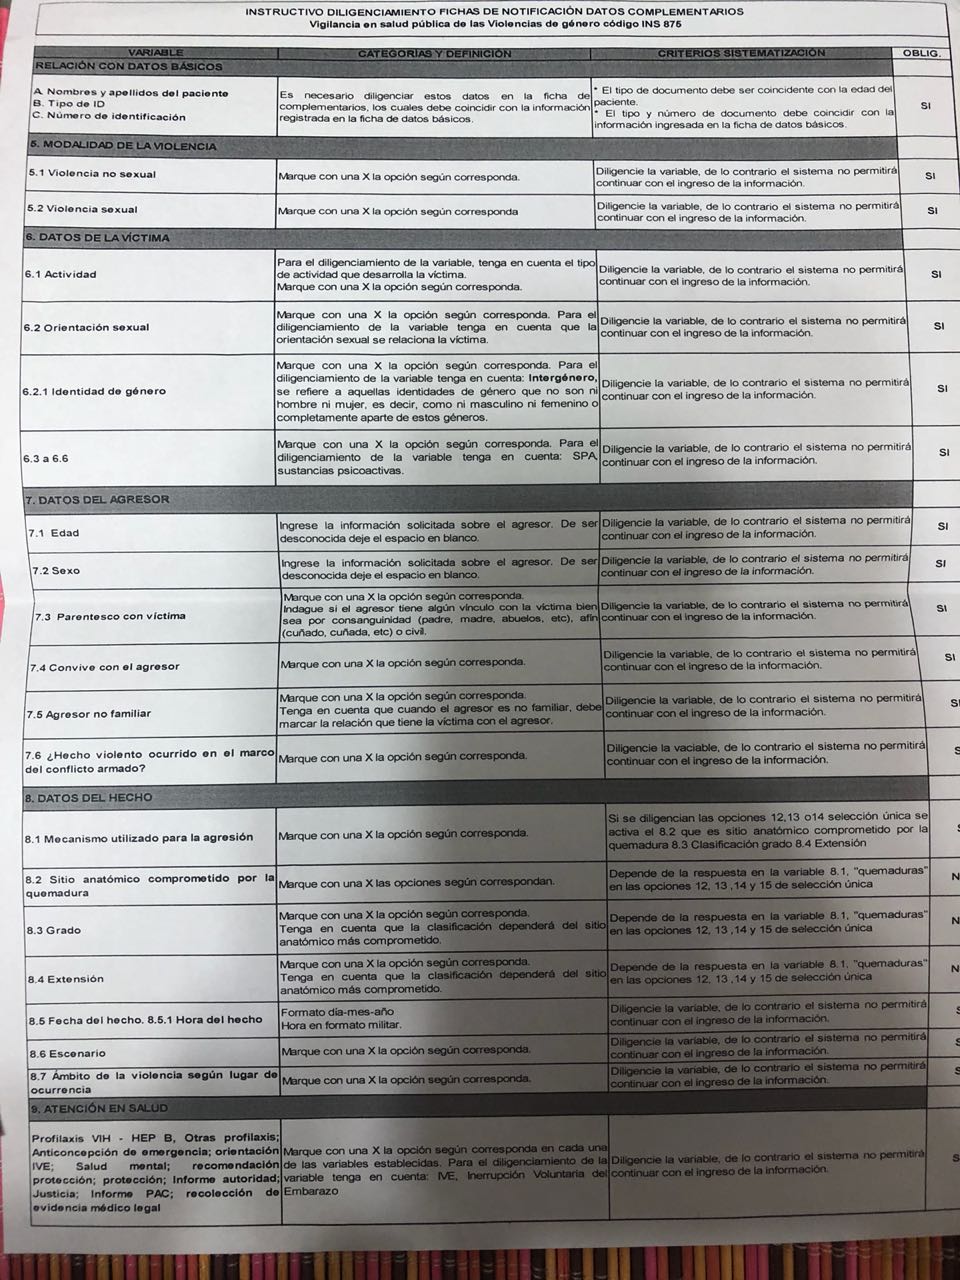 INSTRUCTIVO DILIGENCIAMIENTO FICHAS DE NOTIFICACIÓN DATOS COMPLEMENTARIOS
Vigilancia en salud pública de las Violencias de género código INS 875
VARIABLE CATEGORÍAS Y DEFINICIÓN CRITERIOS SISTEMATIZACIÓN OBLIG.
RELACIÓN CON DATOS BÁSICOS
A. Nombres y apellidos del paciente
B. Tipo de ID
C. Número de identificación
Es necesario diligenciar estos datos en la ficha de
complementarios, los cuales debe coincidir con la información
registrada en la ficha de datos básicos.
* El tipo de documento debe ser coincidente con la edad del
paciente.
* El tipo y número de documento debe coincidir con la
información ingresada en la ficha de datos básicos.
SI
5. MODALIDAD DE LA VIOLENCIA
5.1 Violencia no sexual
Marque con una X la opción según corresponda.
Diligencie la variable, de lo contrario el sistema no permitirá
continuar con el ingreso de la información.
SI
5.2 Violencia sexual
Marque con una X la opción según corresponda
Diligencie la variable, de lo contrario el sistema no permitirá
continuar con el ingreso de la información.
SI
6. DATOS DE LA VÍCTIMA
6.1 Actividad
Para el diligenciamiento de la variable, tenga en cuenta el tipo
de actividad que desarrolla la víctima.
Marque con una X la opción según corresponda.
Diligencie la variable, de lo contrario el sistema no permitirá
continuar con el ingreso de la información.
SI
6.2 Orientación sexual
Marque con una X la opción según corresponda. Para el
diligenciamiento de la variable tenga en cuenta que la
orientación sexual se relaciona la víctima.
Diligencie la variable, de lo contrario el sistema no permitirá
continuar con el ingreso de la información.
SI
6.2.1 Identidad de género
Marque con una X la opción según corresponda. Para el
diligenciamiento de la variable tenga en cuenta: Intergénero,
se refiere a aquellas identidades de género que no son ni
hombre ni mujer, es decir, como ni masculino ni femenino o
completamente aparte de estos géneros.
Diligencie la variable, de lo contrario el sistema no permitirá
continuar con el ingreso de la información.
SI
6.3 a 6.6
Marque con una X la opción según corresponda. Para el
diligenciamiento de la variable tenga en cuenta: SPA,
sustancias psicoactivas.
Diligencie la variable, de lo contrario el sistema no permitirá
continuar con el ingreso de la información.
SI
7. DATOS DEL AGRESOR
7.1 Edad
Ingrese la información solicitada sobre el agresor. De ser
desconocida deje el espacio en blanco.
Diligencie la variable, de lo contrario el sistema no permitirá
continuar con el ingreso de la información.
SI
7.2 Sexo
Ingrese la información solicitada sobre el agresor. De ser
desconocida deje el espacio en blanco.
Diligencie la variable, de lo contrario el sistema no permitirá
continuar con el ingreso de la información.
SI
7.3 Parentesco con víctima
Marque con una X la opción según corresponda.
Indague si el agresor tiene algún vínculo con la víctima bien
sea por consanguinidad (padre, madre, abuelos, etc), afín
(cuñado, cuñada, etc) o civil.
Diligencie la variable, de lo contrario el sistema no permitirá
continuar con el ingreso de la información.
SI
7.4 Convive con el agresor
Marque con una X la opción según corresponda.
Diligencie la variable, de lo contrario el sistema no permitirá
continuar con el ingreso de la información.
SI
7.5 Agresor no familiar
Marque con una X la opción según corresponda.
Tenga en cuenta que cuando el agresor es no familiar, debe
marcar la relación que tiene la víctima con el agresor.
Diligencie la variable, de lo contrario el sistema no permitirá
continuar con el ingreso de la información.
SI
7.6 ¿Hecho violento ocurrido en el marco
del conflicto armado?
Marque con una X la opción según corresponda.
Diligencie la vaciable, de lo contrario el sistema no permitirá
continuar con el ingreso de la información.
S
8. DATOS DEL HECHO
8.1 Mecanismo utilizado para la agresión
Marque con una X la opción según corresponda.
Si se diligencian las opciones 12,13 o14 selección única se
activa el 8.2 que es sitio anatómico comprometido por la
quemadura 8.3 Clasificación grado 8.4 Extensión
S
8.2 Sitio anatómico comprometido por la
quemadura
Marque con una X las opciones según correspondan.
Depende de la respuesta en la variable 8.1, "quemaduras"
en las opciones 12, 13 ,14 y 15 de selección única
N
8.3 Grado
Marque con una X la opción según corresponda.
Tenga en cuenta que la clasificación dependerá del sitio
anatómico más comprometido.
Depende de la respuesta en la variable 8.1, "quemaduras"
en las opciones 12, 13 ,14 y 15 de selección única
N
8.4 Extensión
Marque con una X la opción según corresponda.
Tenga en cuenta que la clasificación dependerá del sitio
anatómico más comprometido.
Depende de la respuesta en la variable 8.1, "quemaduras"
en las opciones 12, 13 ,14 y 15 de selección única
N
8.5 Fecha del hecho. 8.5.1 Hora del hecho
Formato día-mes-año
Hora en formato militar.
Diligencie la variable, de lo contrario el sistema no permitirá
continuar con el ingreso de la información.
S
8.6 Escenario
Marque con una X la opción según corresponda.
Diligencie la variable, de lo contrario el sistema no permitirá
continuar con el ingreso de la información.
S
8.7 Ámbito de la violencia según lugar de
ocurrencia
Marque con una X la opción según corresponda.
Diligencie la variable, de lo contrario el sistema no permitirá
continuar con el ingreso de la información.
S
9. ATENCIÓN EN SALUD
Profilaxis VIH - HEP B, Otras profilaxis;
Anticoncepción de emergencia; orientación
IVE; Salud mental; recomendación
protección; protección; Informe autoridad;
Justicia; Informe PAC; recolección de
evidencia médico legal
Marque con una X la opción según corresponda en cada una
de las variables establecidas. Para el diligenciamiento de la
variable tenga en cuenta: IVE, Inerrupción Voluntaria del
Embarazo
Diligencie la variable, de lo contrario el sistema no permitirá
continuar con el ingreso de la información.
S